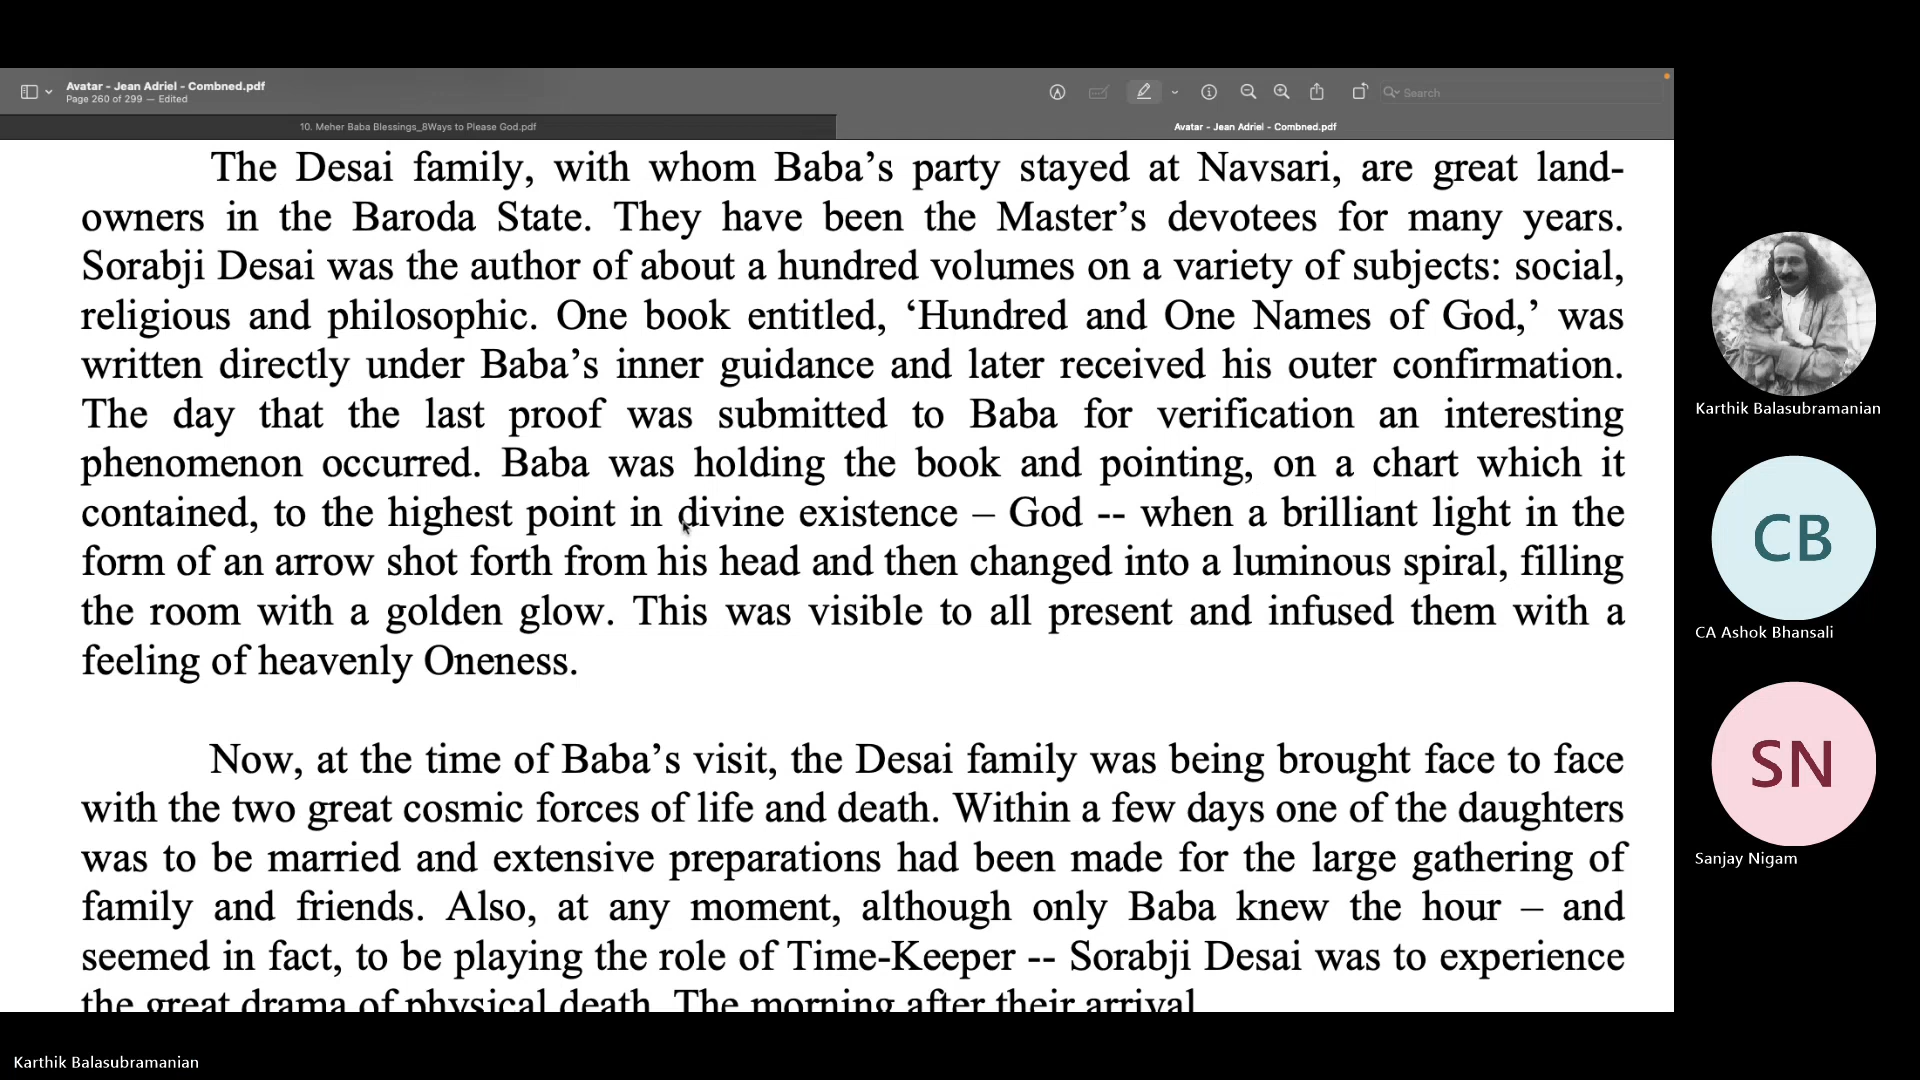 Avatar - Jean Adriel - Combned.pdf
Page 260 of 299 — Edited
Search
10. Meher Baba Blessings_8Ways to Please God.pdf
Avatar - Jean Adriel - Combned.pdf
The Desai family, with whom Baba’s party stayed at Navsari, are great land-
owners in the Baroda State. They have been the Master’s devotees for many years.
Sorabji Desai was the author of about a hundred volumes on a variety of subjects: social,
religious and philosophic. One book entitled, ‘Hundred and One Names of God,’ was
written directly under Baba’s inner guidance and later received his outer confirmation.
The day that the last proof was submitted to Baba for verification an interesting
phenomenon occurred. Baba was holding the book and pointing, on a chart which it
contained, to the highest point in divine existence – God -- when a brilliant light in the
form of an arrow shot forth from his head and then changed into a luminous spiral, filling
the room with a golden glow. This was visible to all present and infused them with a
feeling of heavenly Oneness.
Now, at the time of Baba’s visit, the Desai family was being brought face to face
with the two great cosmic forces of life and death. Within a few days one of the daughters
was to be married and extensive preparations had been made for the large gathering of
family and friends. Also, at any moment, although only Baba knew the hour – and
seemed in fact, to be playing the role of Time-Keeper -- Sorabji Desai was to experience
the great drama of physical death. The morning after their arrival
Karthik Balasubramanian
CB
CA Ashok Bhansali
SN
Sanjay Nigam
Karthik Balasubramanian